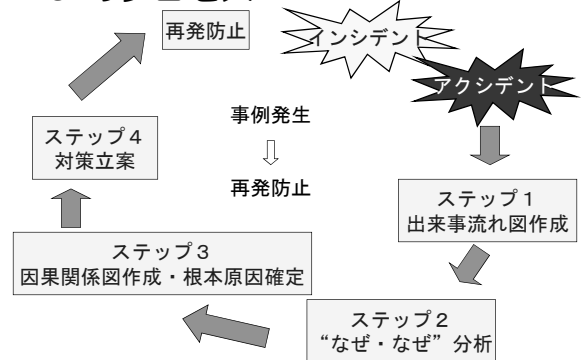 再発防止
インシデント
アクシデント
事例発生
再発防止
ステップ4
対策立案
ステップ1
出来事流れ図作成
ステップ3
因果関係図作成・根本原因確定
ステップ2
“なぜ・なぜ”分析